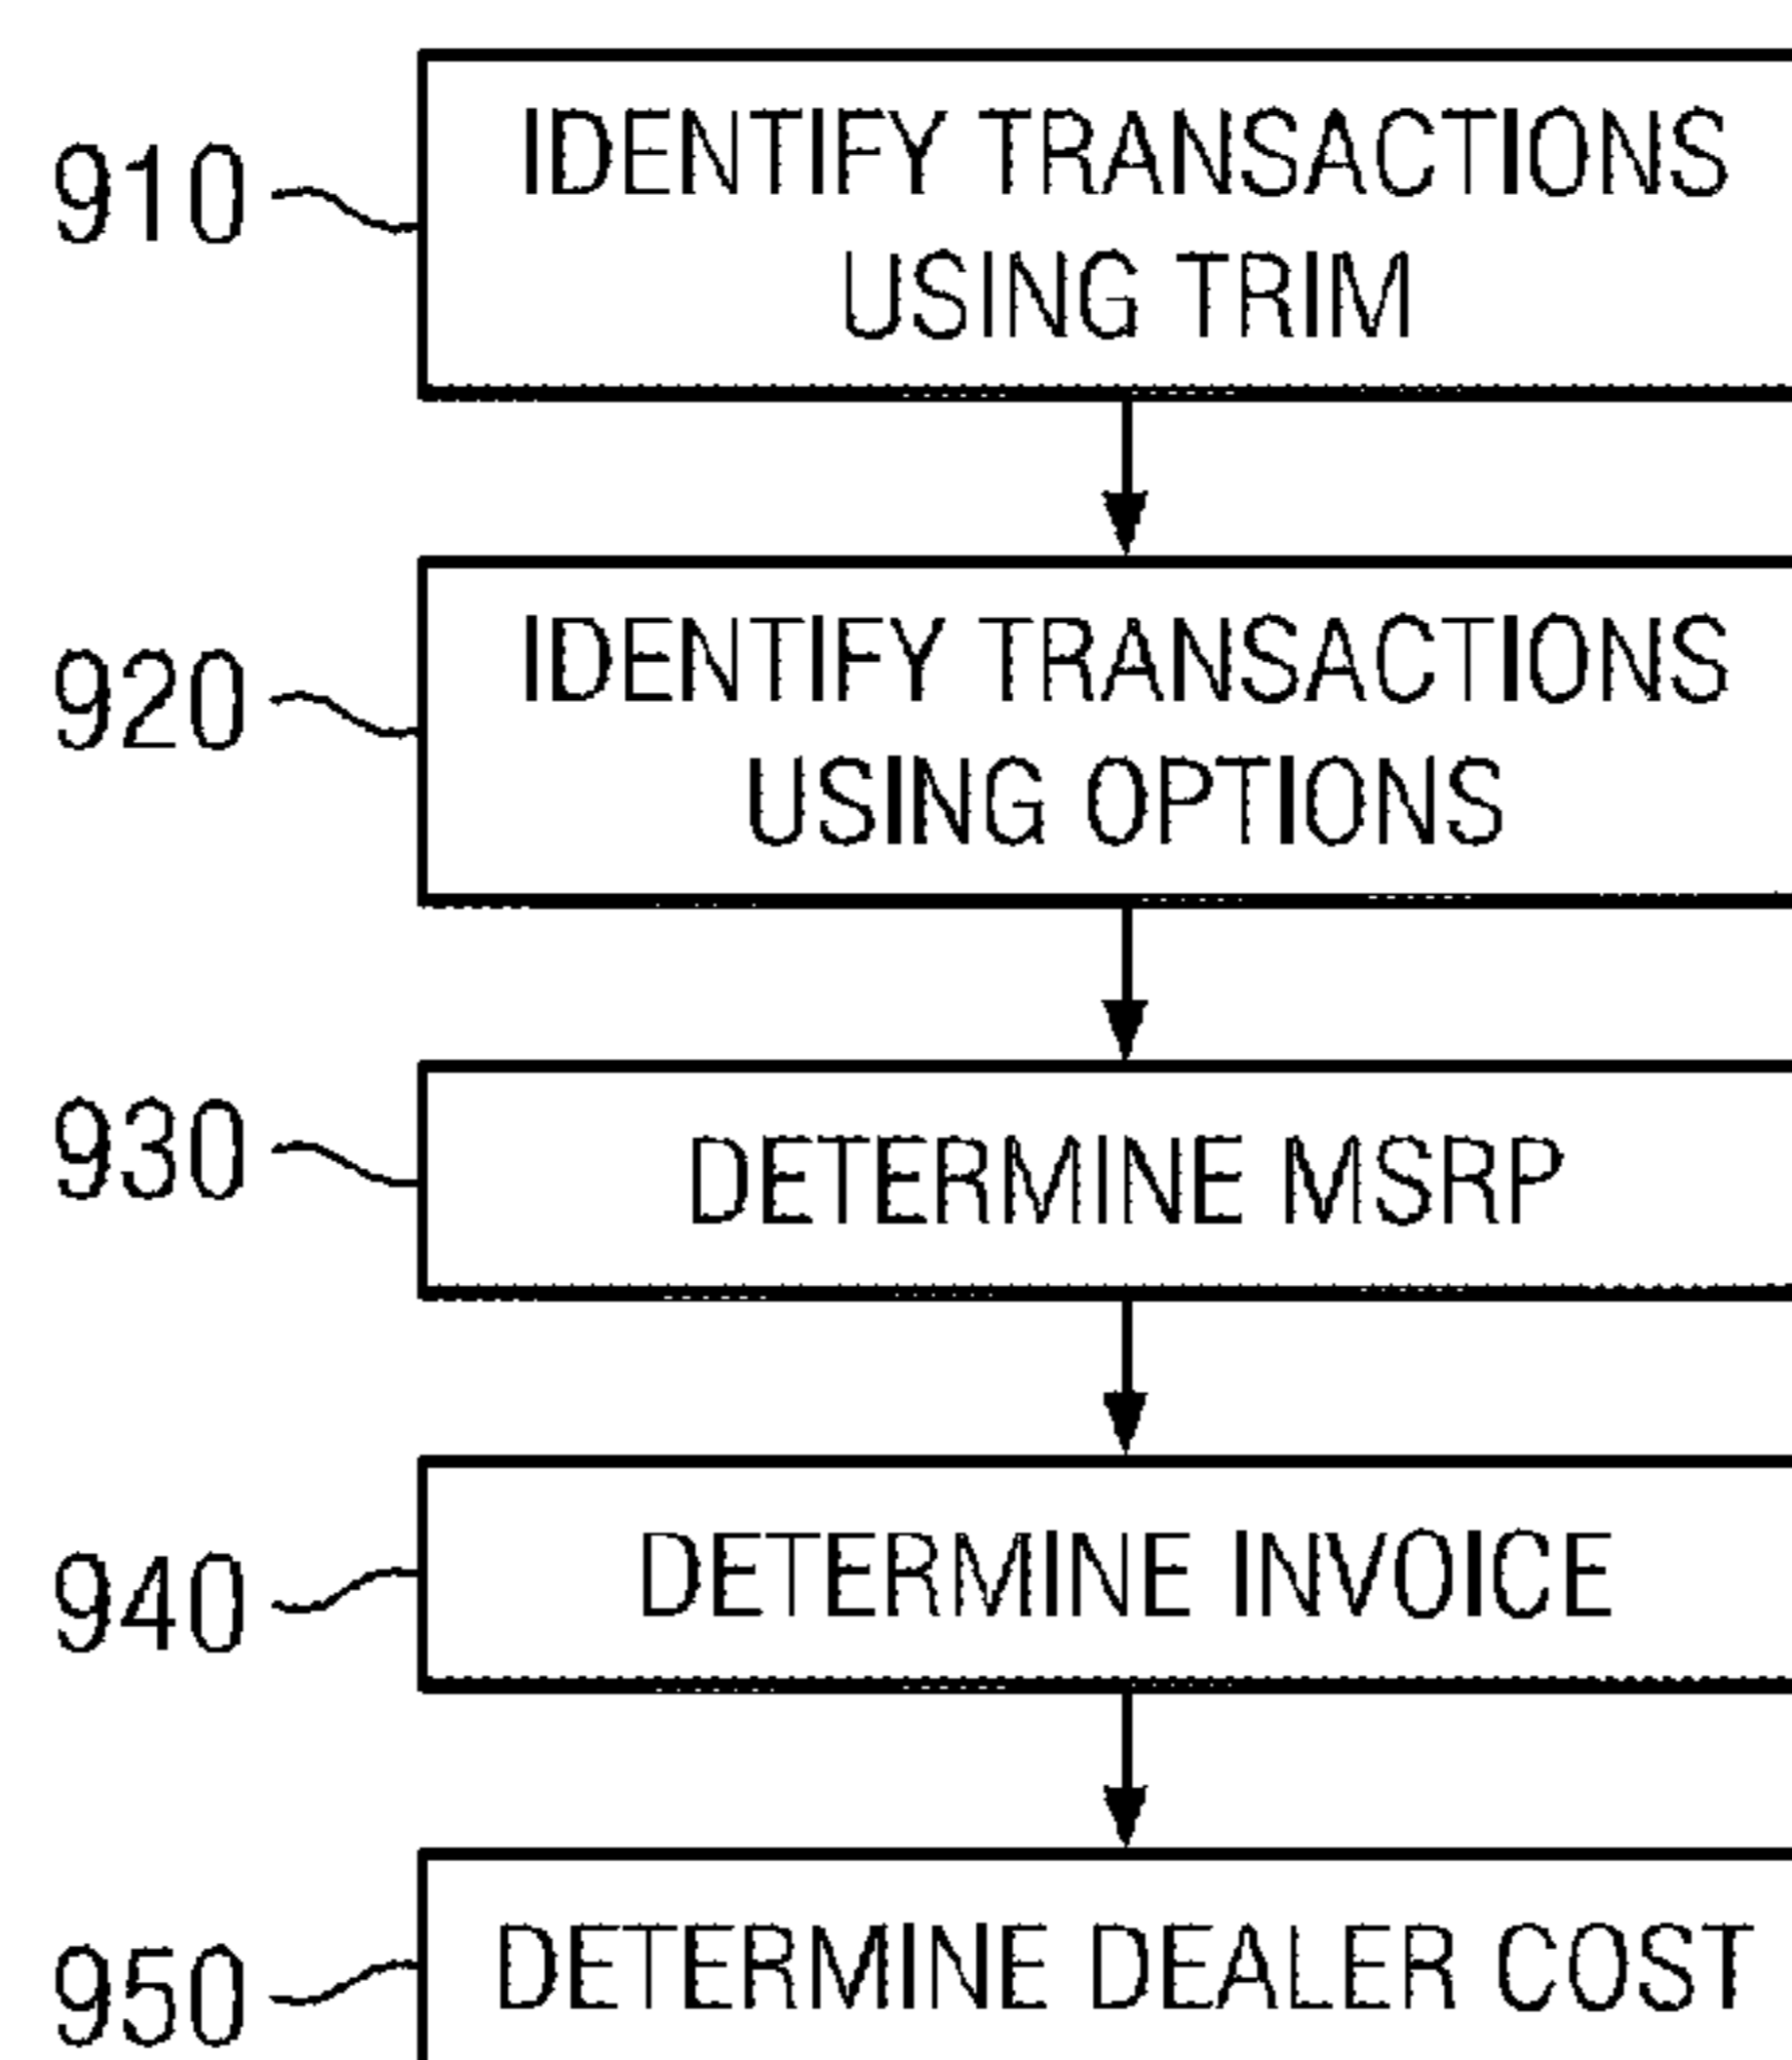 910
IDENTIFY TRANSACTIONS
USING TRIM
920
IDENTIFY TRANSACTIONS
USING OPTIONS
930
DETERMINE MSRP
940
DETERMINE INVOICE
950
DETERMINE DEALER COST